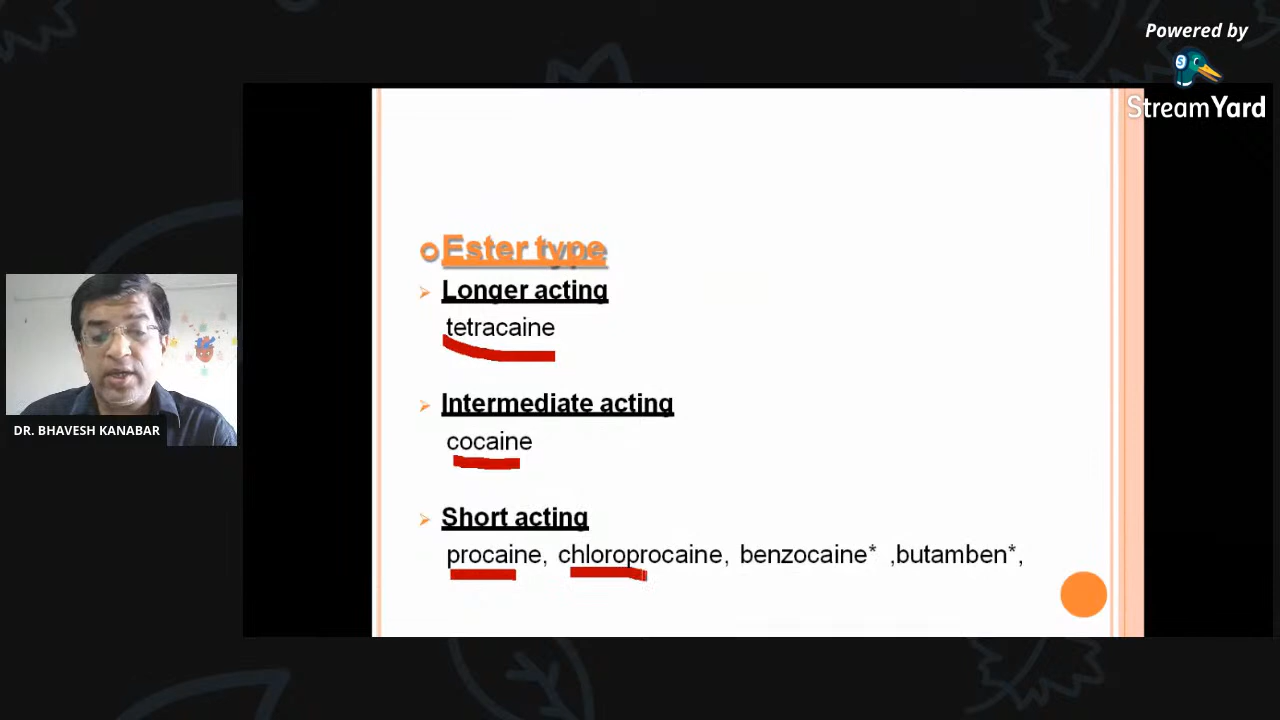 Powered by
StreamYard
Ester type
Longer acting
tetracaine
Intermediate acting
cocaine
Short acting
procaine, chloroprocaine, benzocaine* ,butamben*,
DR. BHAVESH KANABAR